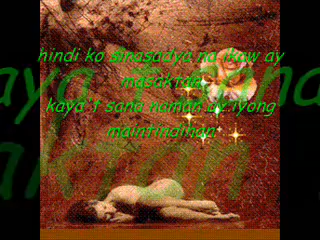 hindi ko sinasadya na ikaw ay
masaktan
kaya't sana naman ay iyong
maintindihan